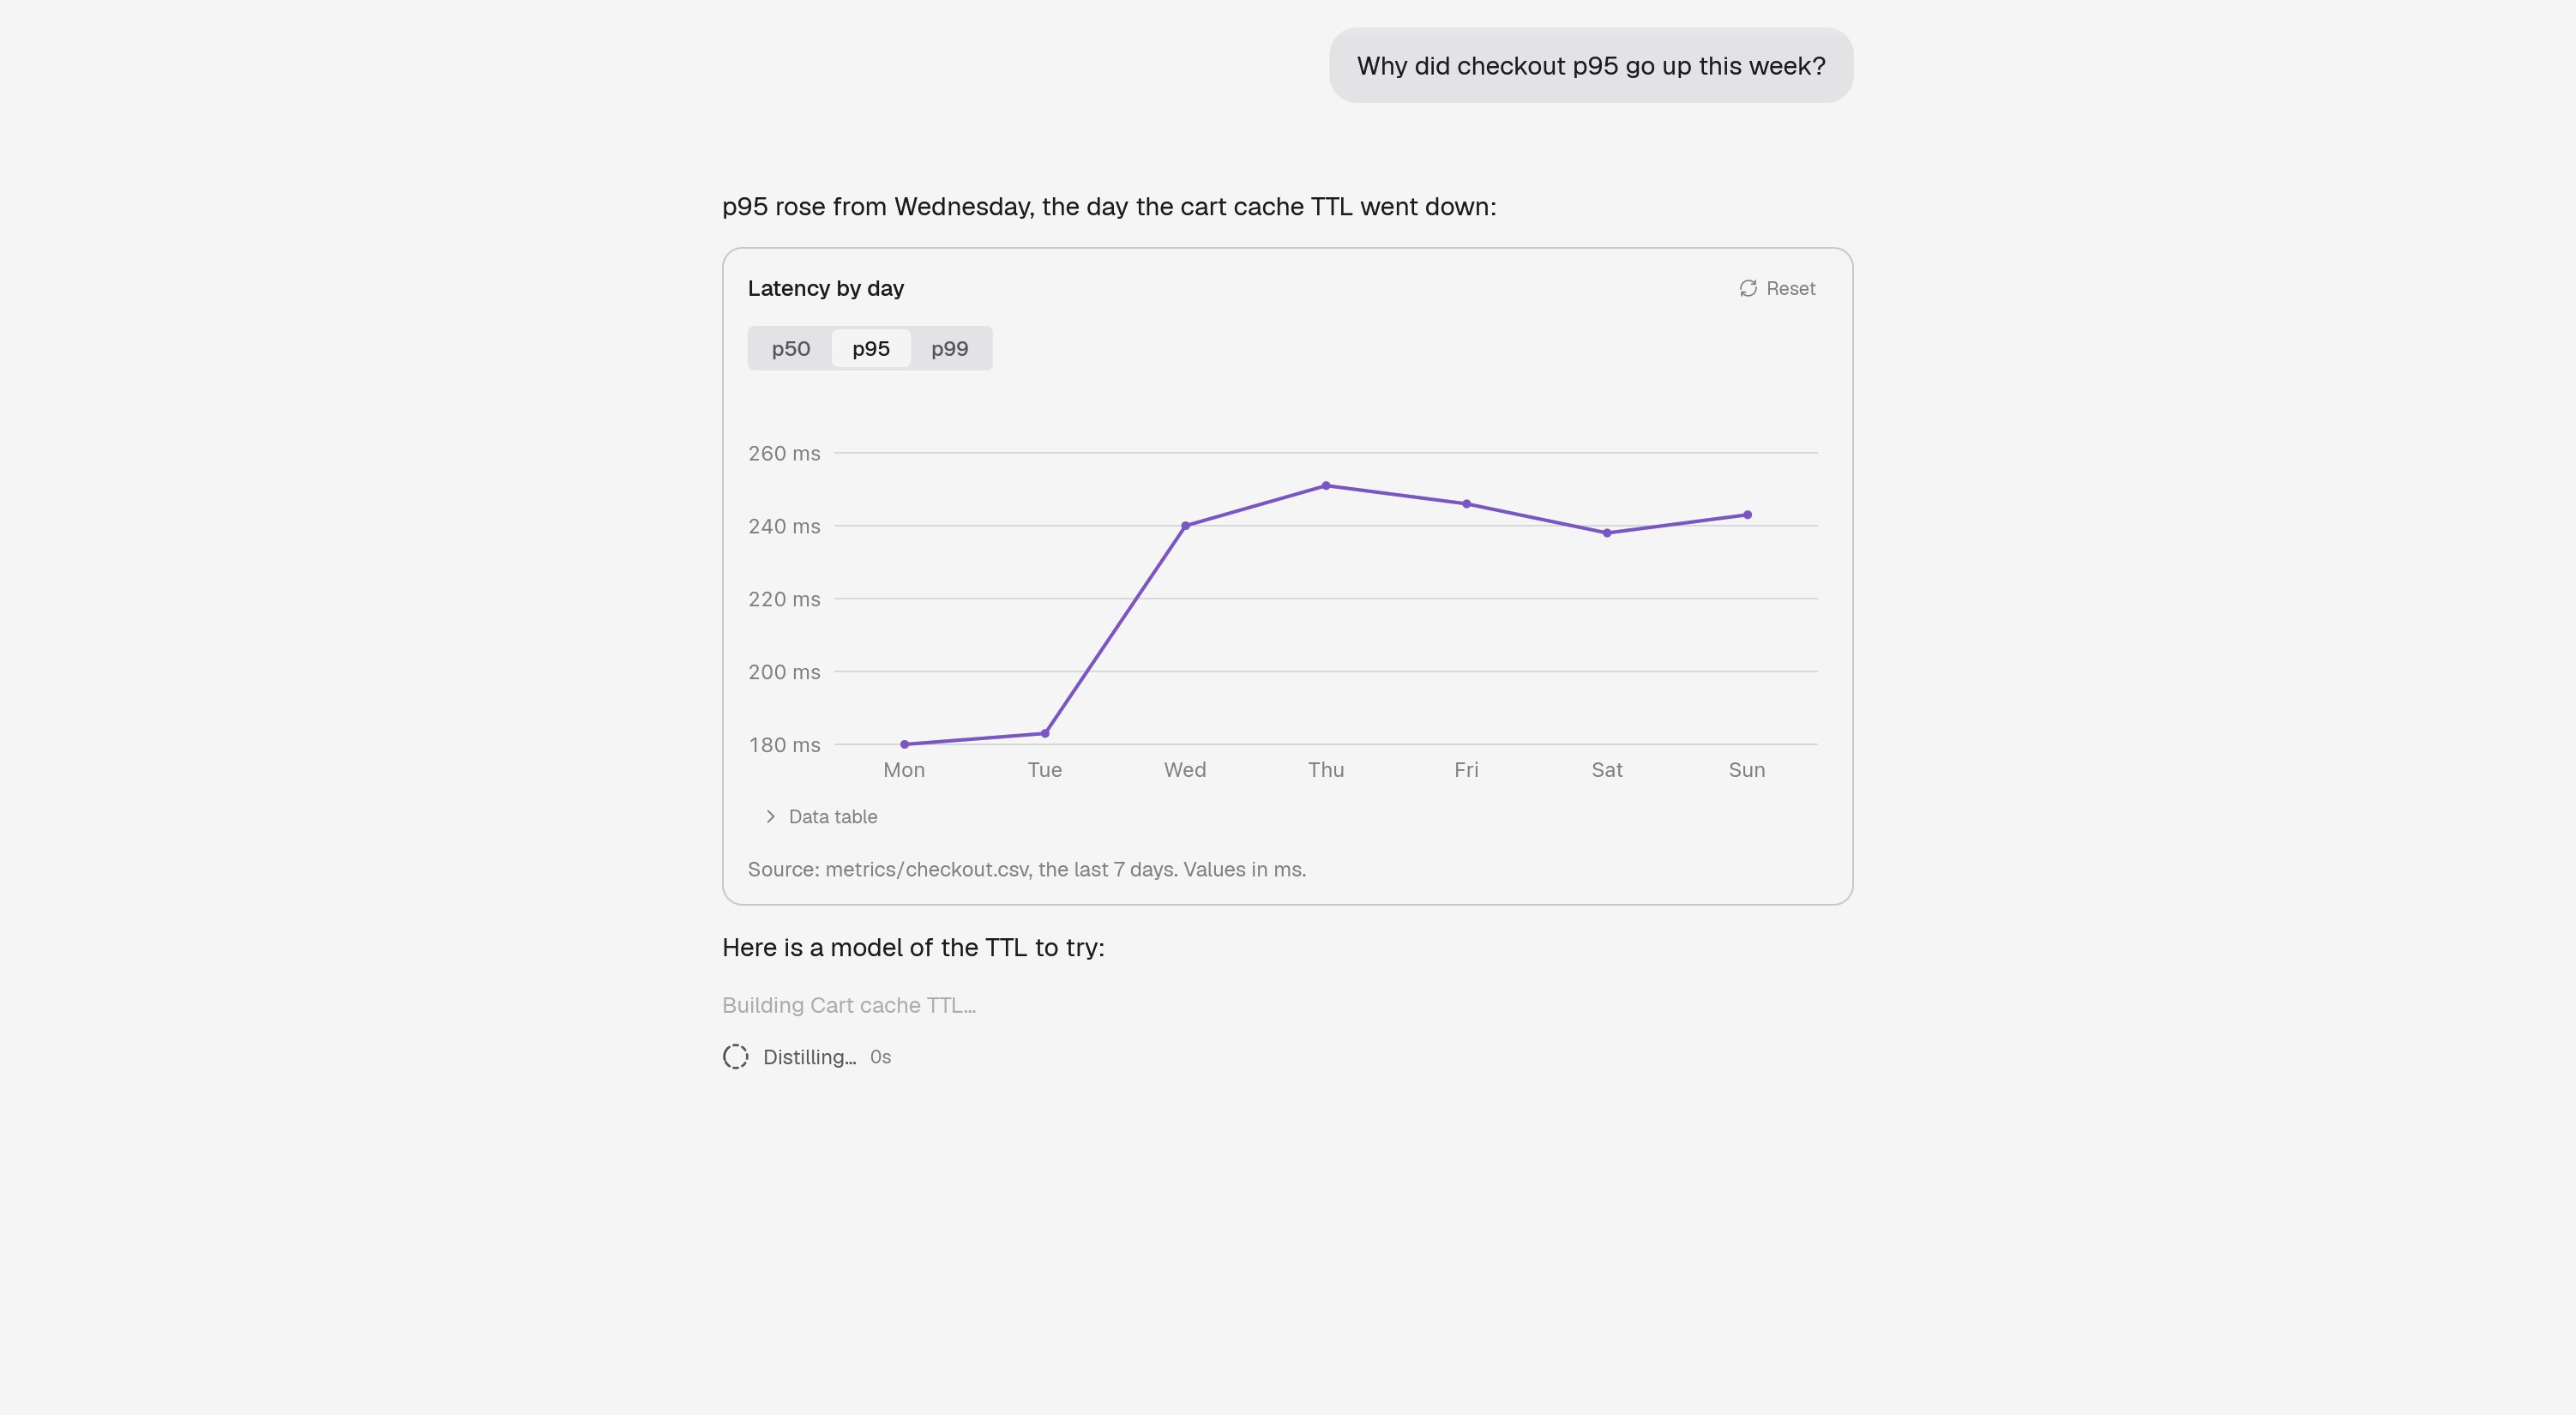 Why did checkout p95 go up this week?
p95 rose from Wednesday, the day the cart cache TTL went down:
Latency by day
Reset
p50 p95 p99
260 ms
240 ms
220 ms
200 ms
180 ms
Mon Tue Wed Thu Fri Sat Sun
Data table
Source: metrics/checkout.csv, the last 7 days. Values in ms.
Here is a model of the TTL to try:
Building Cart cache TTL…
Distilling… 0s